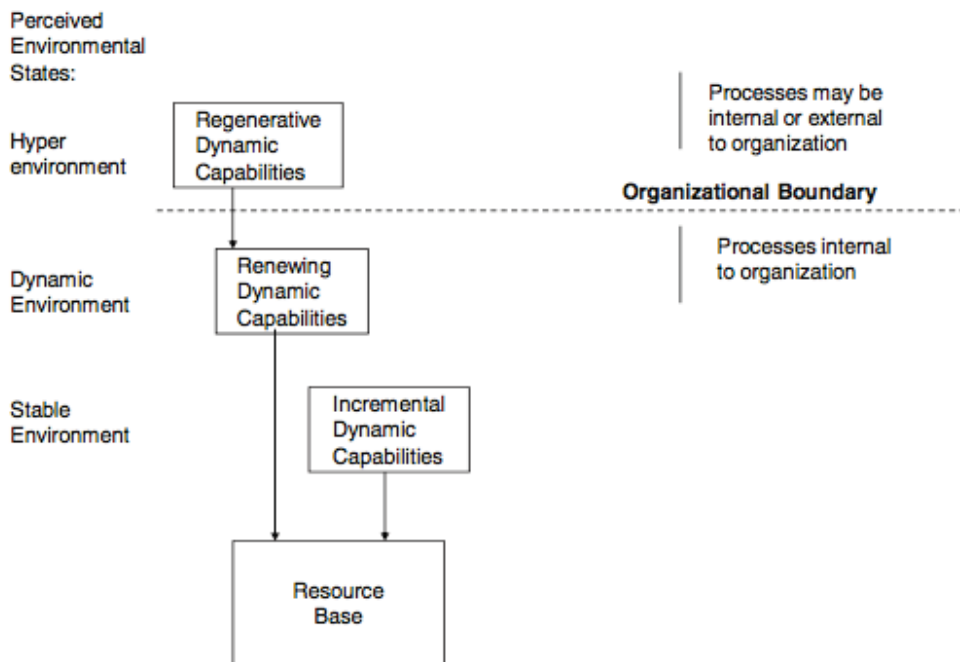 Perceived
Environmental
States:
Processes may be
internal or external
to organization
Regenerative
Dynamic
Capabilities
Hyper
environment
Organizational Boundary
Processes internal
to organization
Renewing
Dynamic
Capabilities
Dynamic
Environment
Incremental
Dynamic
Capabilities
Stable
Environment
Resource
Base